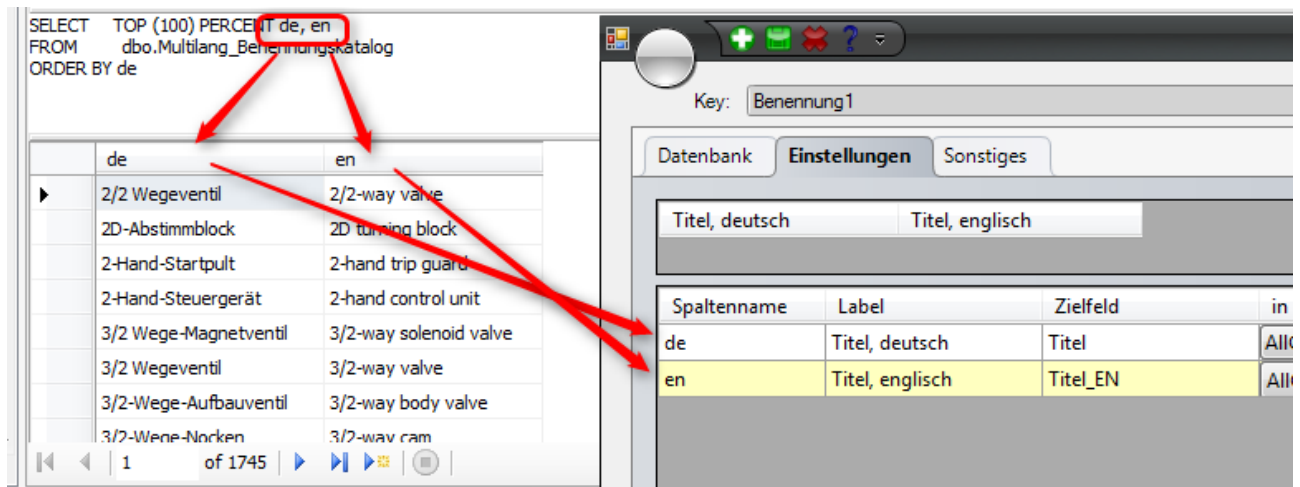 SELECT TOP (100) PERCENT de, en
FROM dbo.Multilang_Benennungskatalog
ORDER BY de
de en
2/2 Wegeventil 2/2-way valve
2D-Abstimmblock 2D turning block
2-Hand-Startpult 2-hand trip guard
2-Hand-Steuergerät 2-hand control unit
3/2 Wege-Magnetventil 3/2-way solenoid valve
3/2 Wegeventil 3/2-way valve
3/2-Wege-Aufbauventil 3/2-way body valve
3/2-Wege-Nocken 3/2-way cam
1 of 1745
Key: Benennung1
Datenbank Einstellungen Sonstiges
Titel, deutsch Titel, englisch
Spaltenname Label Zielfeld in
de Titel, deutsch Titel
en Titel, englisch Titel_EN